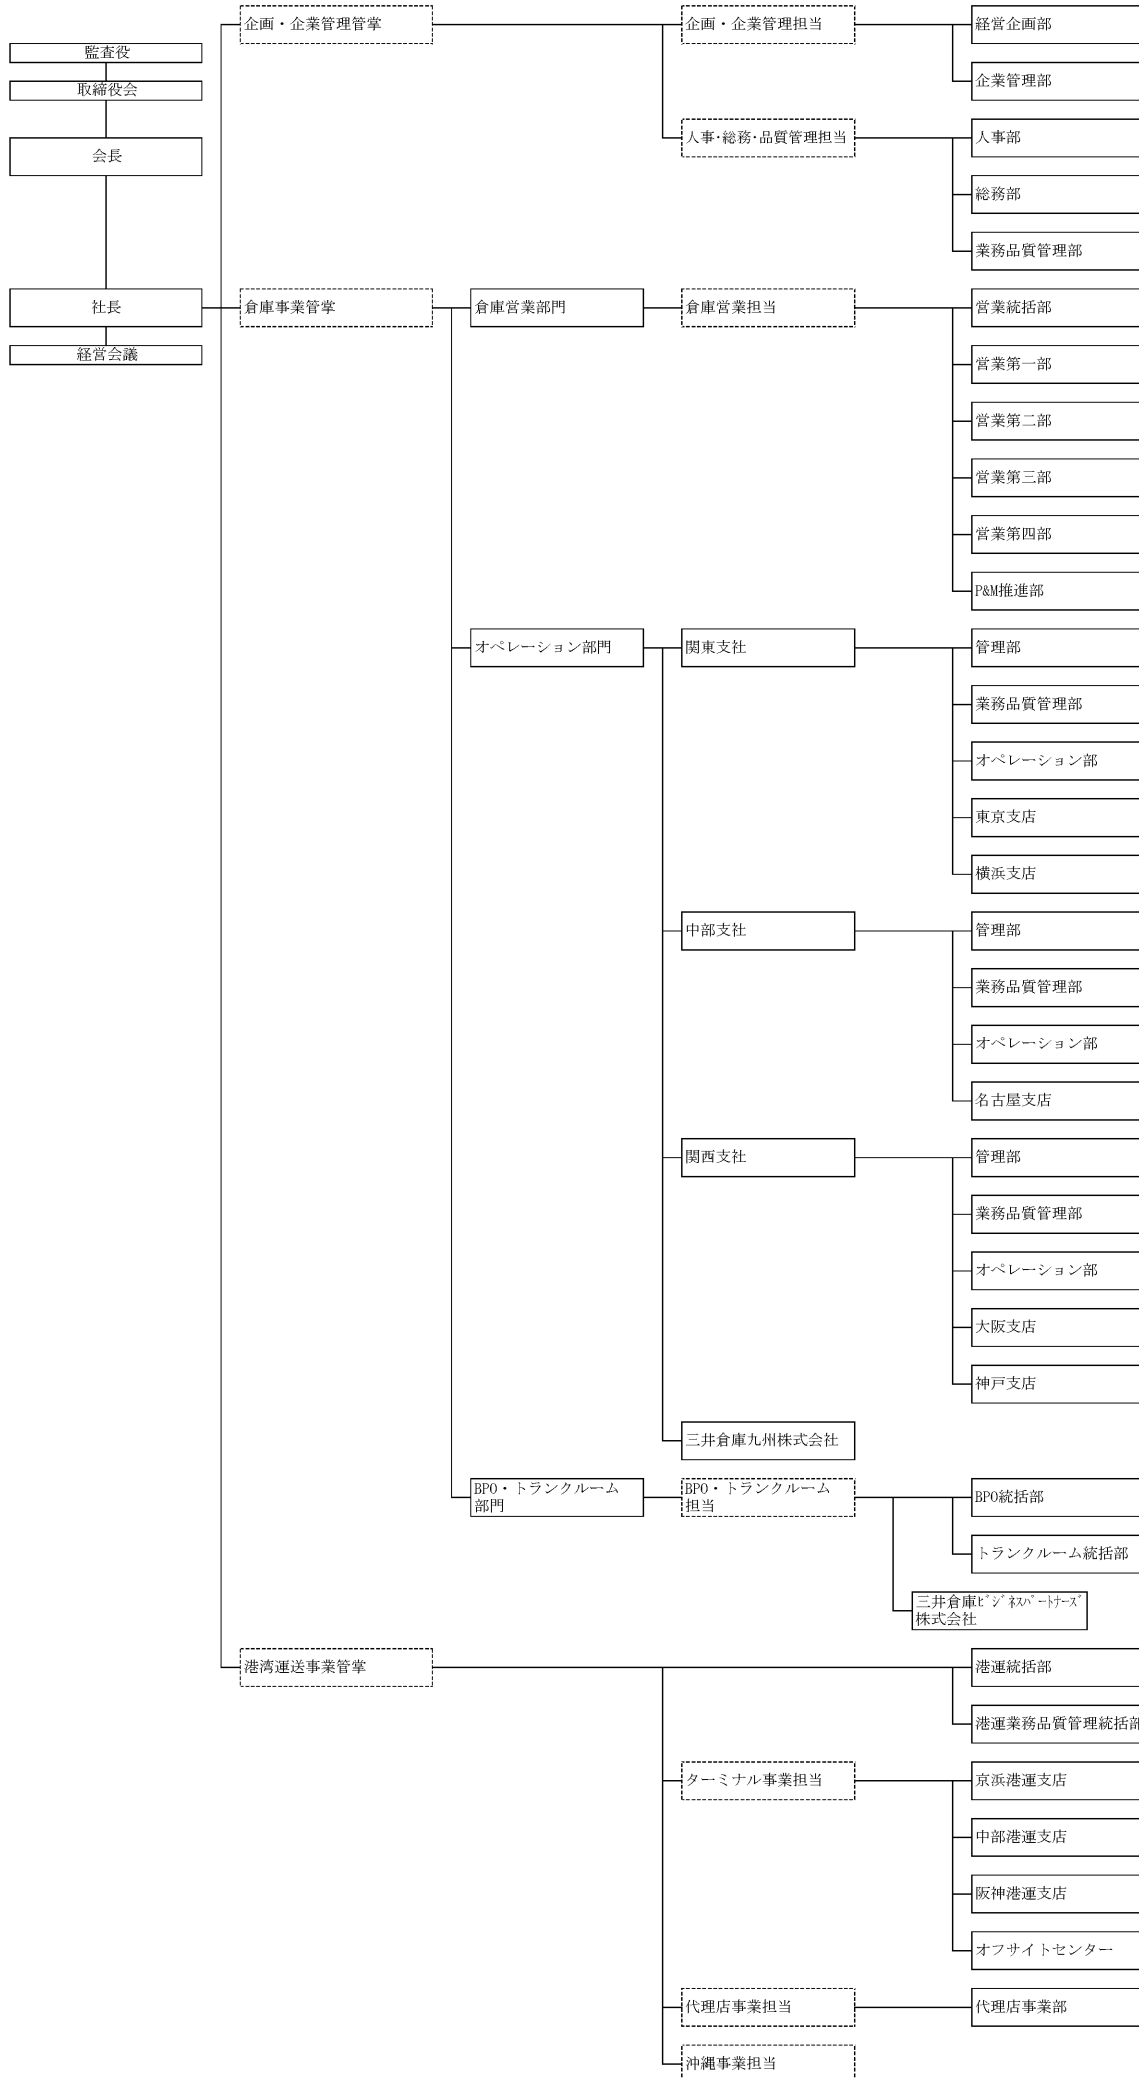 監査役
取締役会
会長
社長
経営会議
企画・企業管理管掌
企画・企業管理担当
経営企画部
企業管理部
人事・総務・品質管理担当
人事部
総務部
業務品質管理部
倉庫事業管掌
倉庫営業部門
倉庫営業担当
営業統括部
営業第一部
営業第二部
営業第三部
営業第四部
P&M推進部
オペレーション部門
関東支社
管理部
業務品質管理部
オペレーション部
東京支店
横浜支店
中部支社
管理部
業務品質管理部
オペレーション部
名古屋支店
関西支社
管理部
業務品質管理部
オペレーション部
大阪支店
神戸支店
三井倉庫九州株式会社
BPO・トランクルーム
部門
BPO・トランクルーム
担当
BPO統括部
トランクルーム統括部
三井倉庫ﾋﾞｼﾞﾈｽﾊﾟｰﾄﾅｰｽﾞ
株式会社
港湾運送事業管掌
港運統括部
港運業務品質管理統括部
ターミナル事業担当
京浜港運支店
中部港運支店
阪神港運支店
オフサイトセンター
代理店事業担当
代理店事業部
沖縄事業担当